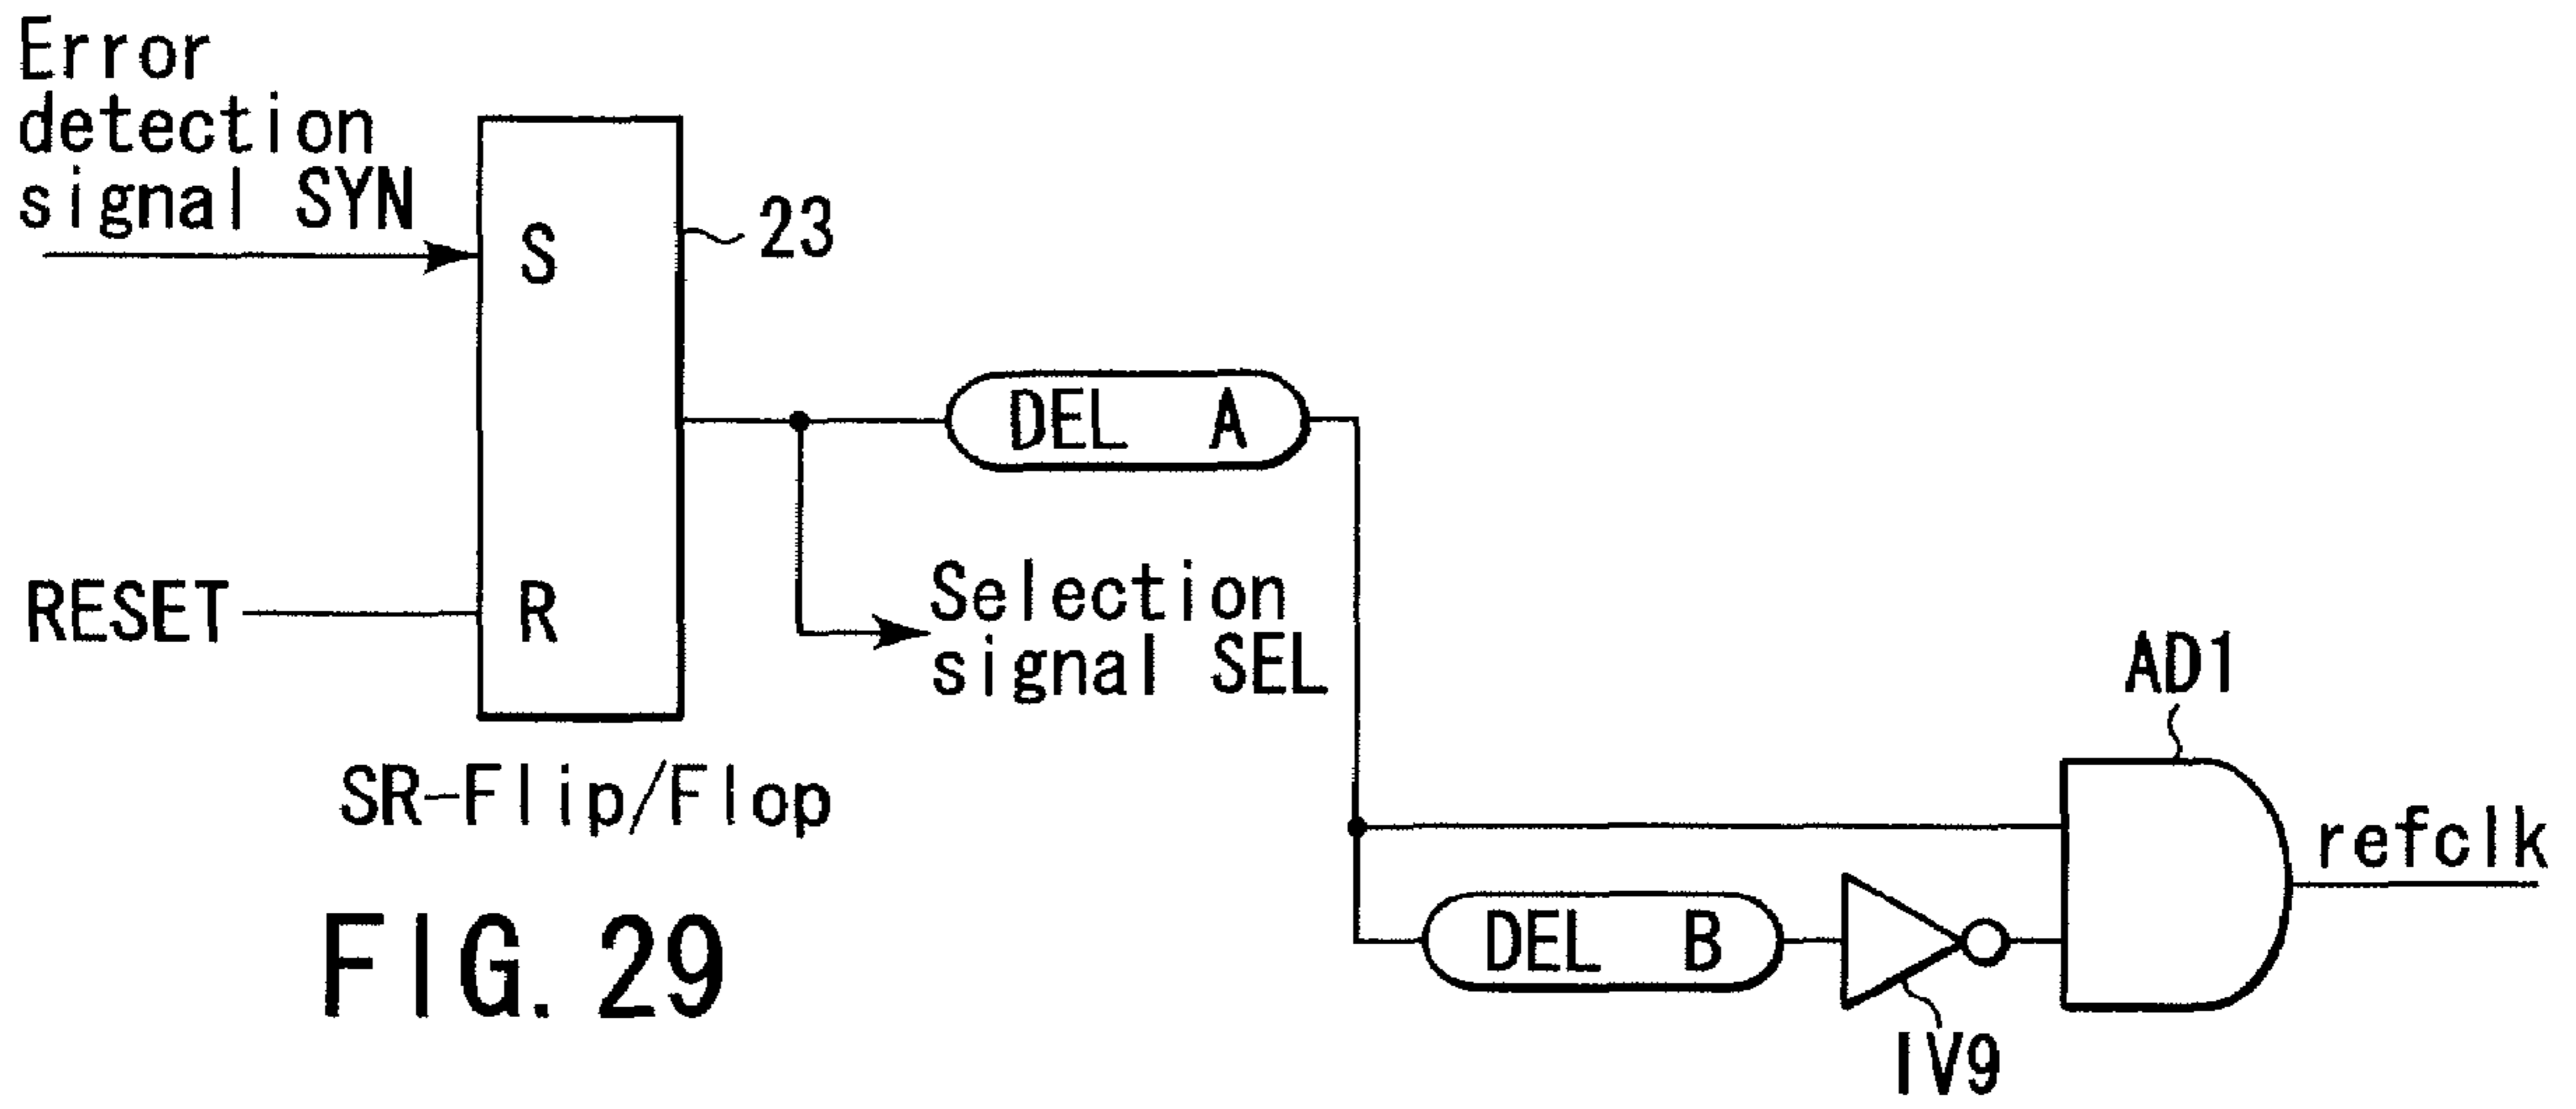 Error
detection
signal SYN
S
23
DEL A
RESET
R
Selection
signal SEL
SR-Flip/Flop
AD1
refclk
DEL B
IV9
FIG. 29